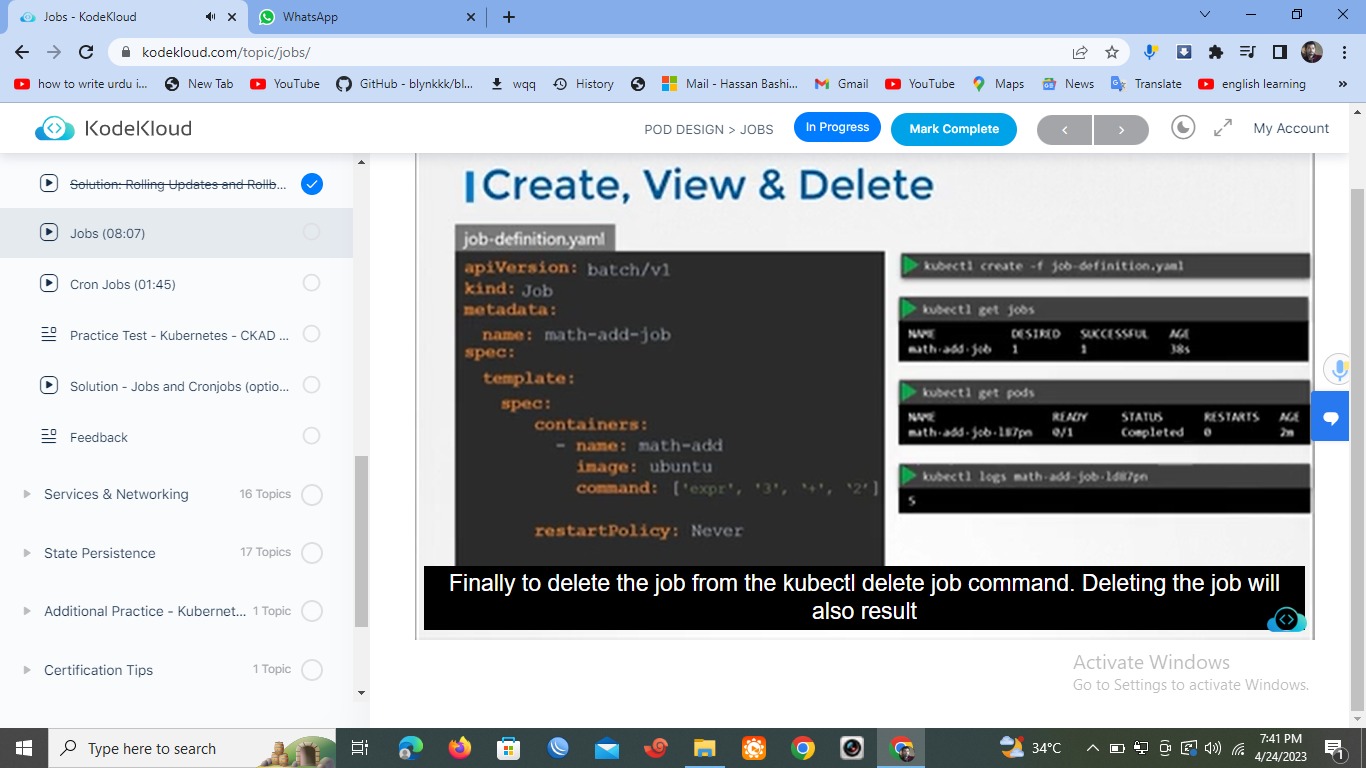 Jobs - KodeKloud
WhatsApp
kodekloud.com/topic/jobs/
how to write urdu i...
New Tab
YouTube
GitHub - blynkkk/bl...
wqq
History
Mail - Hassan Bashi...
Gmail
YouTube
Maps
News
Translate
english learning
KodeKloud
POD DESIGN > JOBS
In Progress
Mark Complete
My Account
Solution: Rolling Updates and Rollb...
Jobs (08:07)
Cron Jobs (01:45)
Practice Test - Kubernetes - CKAD ...
Solution - Jobs and Cronjobs (optio...
Feedback
Services & Networking 16 Topics
State Persistence 17 Topics
Additional Practice - Kubernet... 1 Topic
Certification Tips 1 Topic
Create, View & Delete
job-definition.yaml
apiVersion: batch/v1
kind: Job
metadata:
name: math-add-job
spec:
template:
spec:
containers:
- name: math-add
image: ubuntu
command: ['expr', '3', '+', '2']
restartPolicy: Never
kubectl create -f job-definition.yaml
kubectl get jobs
NAME DESIRED SUCCESSFUL AGE
math-add-job 1 1 38s
kubectl get pods
NAME READY STATUS RESTARTS AGE
math-add-job-l87pn 0/1 Completed 0 2m
kubectl logs math-add-job-ld87pn
5
Finally to delete the job from the kubectl delete job command. Deleting the job will
also result
Activate Windows
Go to Settings to activate Windows.
Type here to search
34°C
7:41 PM
4/24/2023
1